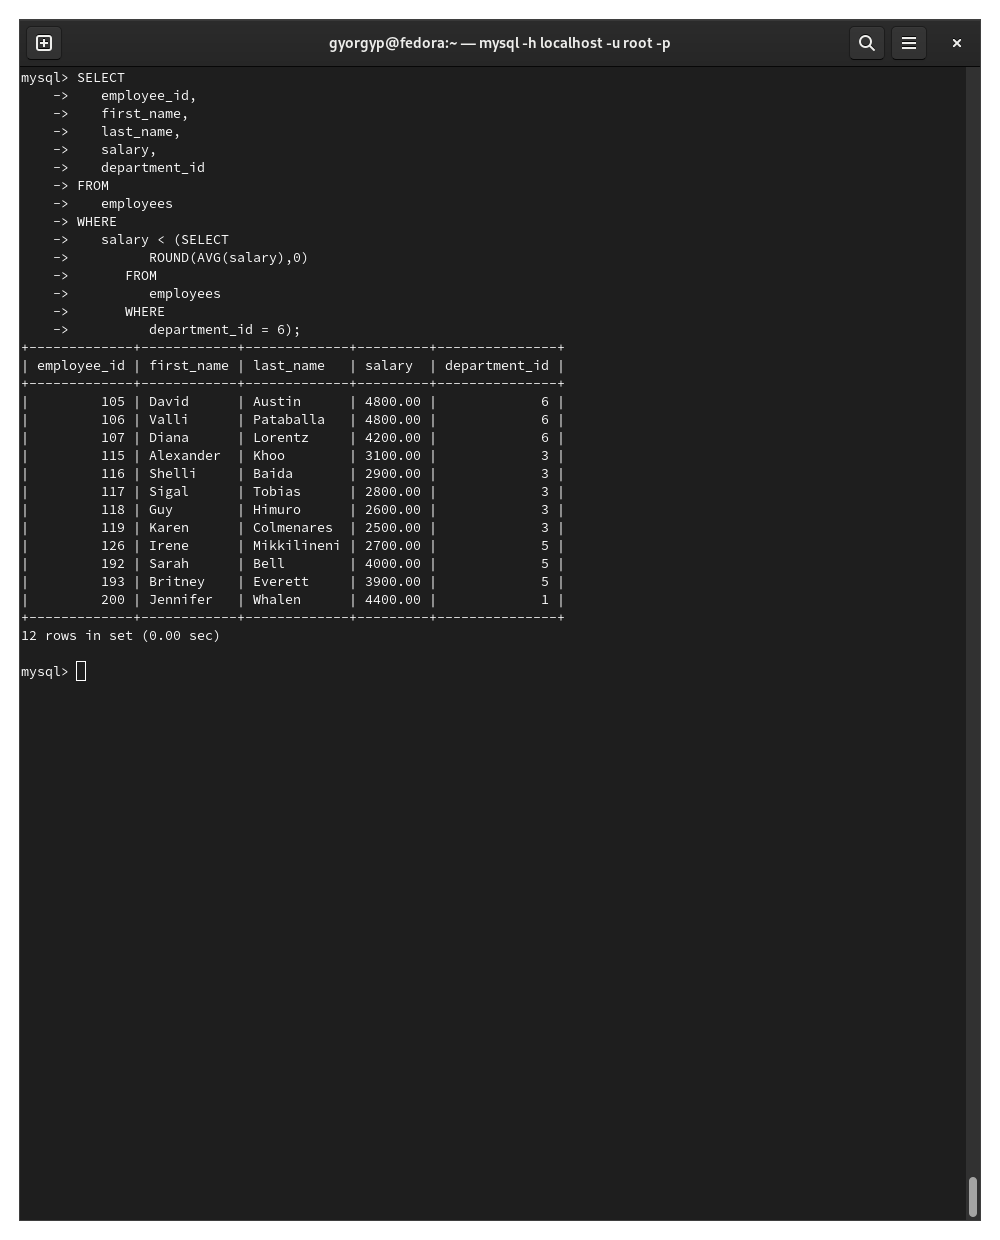 gyorgyp@fedora:~ — mysql -h localhost -u root -p
mysql> SELECT
    ->    employee_id,
    ->    first_name,
    ->    last_name,
    ->    salary,
    ->    department_id
    -> FROM
    ->    employees
    -> WHERE
    ->    salary < (SELECT
    ->          ROUND(AVG(salary),0)
    ->       FROM
    ->          employees
    ->       WHERE
    ->          department_id = 6);
+-------------+------------+-------------+---------+---------------+
| employee_id | first_name | last_name   | salary  | department_id |
+-------------+------------+-------------+---------+---------------+
|         105 | David      | Austin      | 4800.00 |             6 |
|         106 | Valli      | Pataballa   | 4800.00 |             6 |
|         107 | Diana      | Lorentz     | 4200.00 |             6 |
|         115 | Alexander  | Khoo        | 3100.00 |             3 |
|         116 | Shelli     | Baida       | 2900.00 |             3 |
|         117 | Sigal      | Tobias      | 2800.00 |             3 |
|         118 | Guy        | Himuro      | 2600.00 |             3 |
|         119 | Karen      | Colmenares  | 2500.00 |             3 |
|         126 | Irene      | Mikkilineni | 2700.00 |             5 |
|         192 | Sarah      | Bell        | 4000.00 |             5 |
|         193 | Britney    | Everett     | 3900.00 |             5 |
|         200 | Jennifer   | Whalen      | 4400.00 |             1 |
+-------------+------------+-------------+---------+---------------+
12 rows in set (0.00 sec)
mysql>